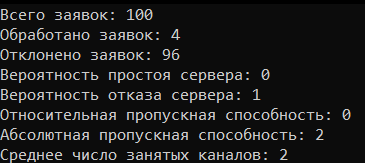 Всего заявок: 100
Обработано заявок: 4
Отклонено заявок: 96
Вероятность простоя сервера: 0
Вероятность отказа сервера: 1
Относительная пропускная способность: 0
Абсолютная пропускная способность: 2
Среднее число занятых каналов: 2